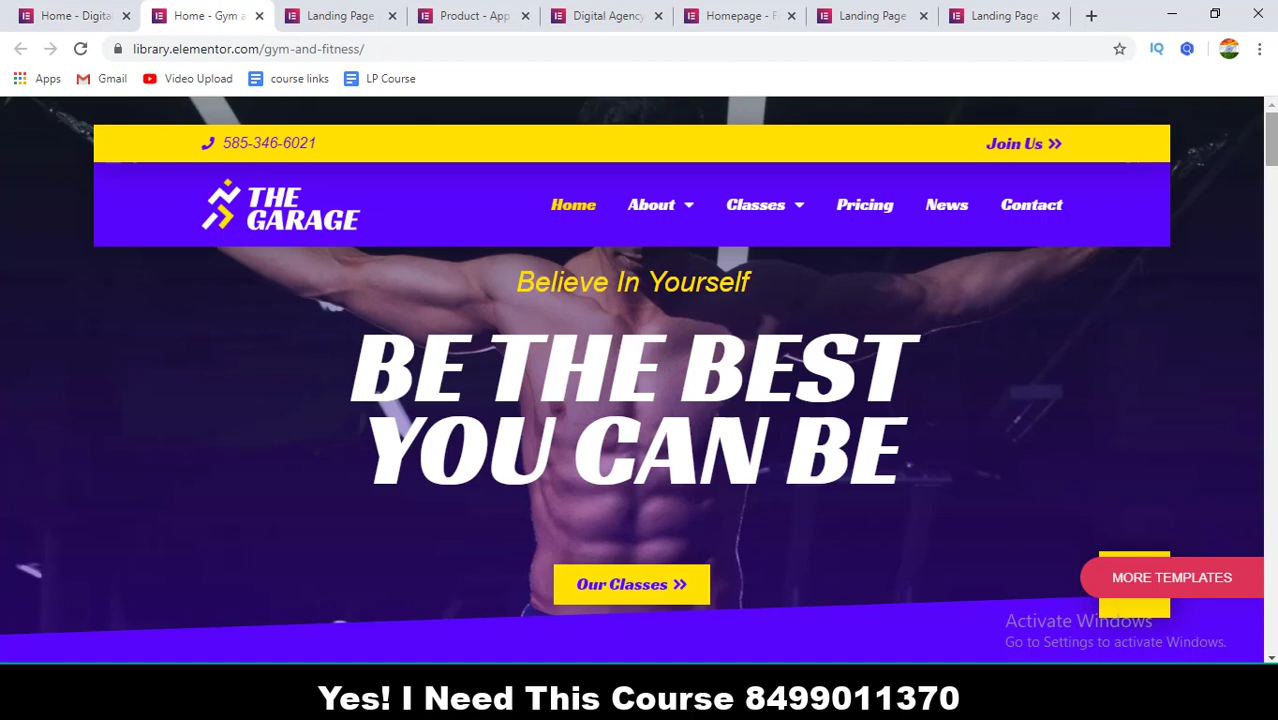 Home - Digital
Home - Gym a
Landing Page
Product - App
Digital Agency
Homepage - F
Landing Page
Landing Page
library.elementor.com/gym-and-fitness/
IQ
Apps
Gmail
Video Upload
course links
LP Course
585-346-6021
Join Us
THE
GARAGE
Home
About
Classes
Pricing
News
Contact
Believe In Yourself
BE THE BEST
YOU CAN BE
Our Classes
MORE TEMPLATES
Activate Windows
Go to Settings to activate Windows.
Yes! I Need This Course 8499011370